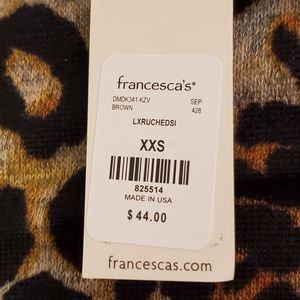 francesca's®
DMDK341-KZV SEP
BROWN 428
LXRUCHEDSI
XXS
825514
MADE IN USA
$ 44.00
francescas.com